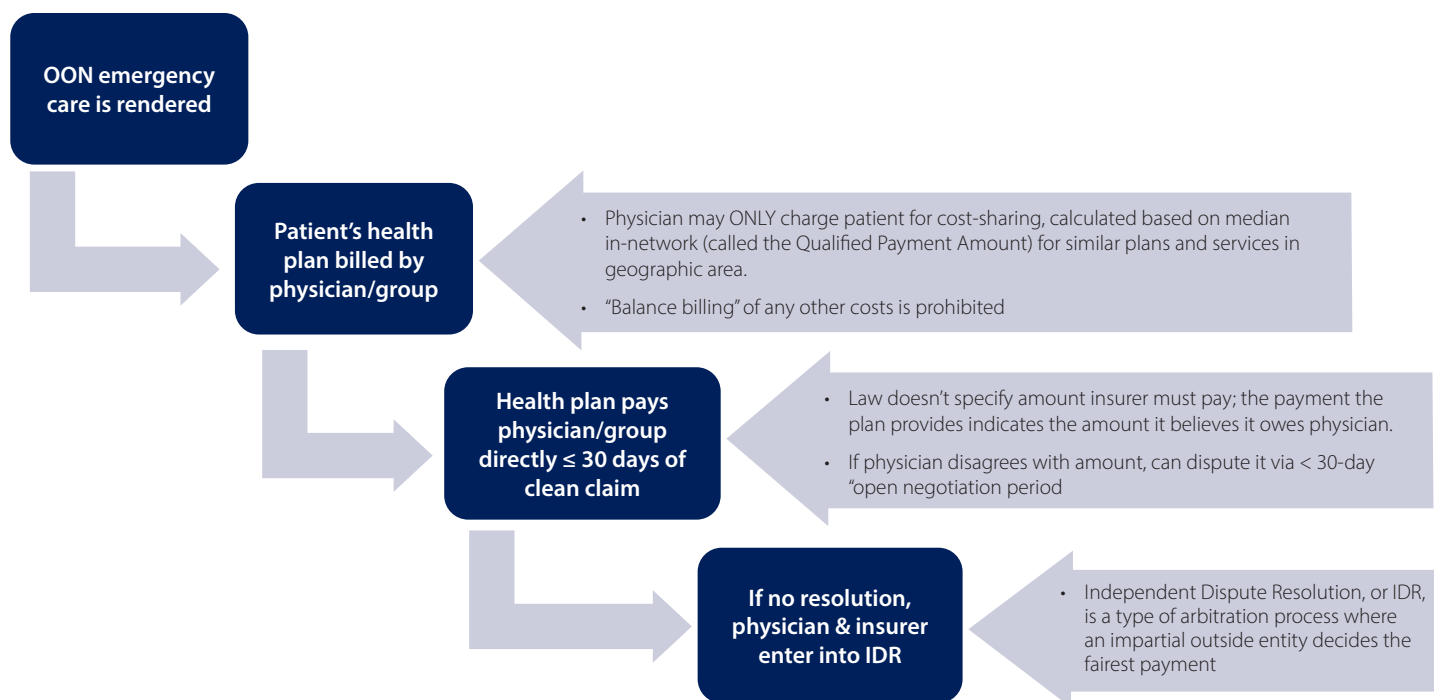 OON emergency
care is rendered
Patient’s health
plan billed by
physician/group
• Physician may ONLY charge patient for cost-sharing, calculated based on median
in-network (called the Qualified Payment Amount) for similar plans and services in
geographic area.
• “Balance billing” of any other costs is prohibited
Health plan pays
physician/group
directly ≤ 30 days of
clean claim
• Law doesn’t specify amount insurer must pay; the payment the
plan provides indicates the amount it believes it owes physician.
• If physician disagrees with amount, can dispute it via < 30-day
“open negotiation period
If no resolution,
physician & insurer
enter into IDR
• Independent Dispute Resolution, or IDR,
is a type of arbitration process where
an impartial outside entity decides the
fairest payment